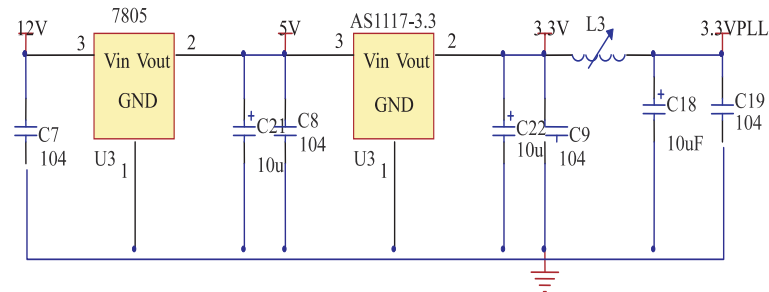 12V
7805
5V
AS1117-3.3
3.3V
L3
3.3VPLL
3
Vin Vout
GND
2
3
Vin Vout
GND
2
C7
104
U3
1
C21
10u
C8
104
U3
1
C22
10u
C9
104
C18
10uF
C19
104